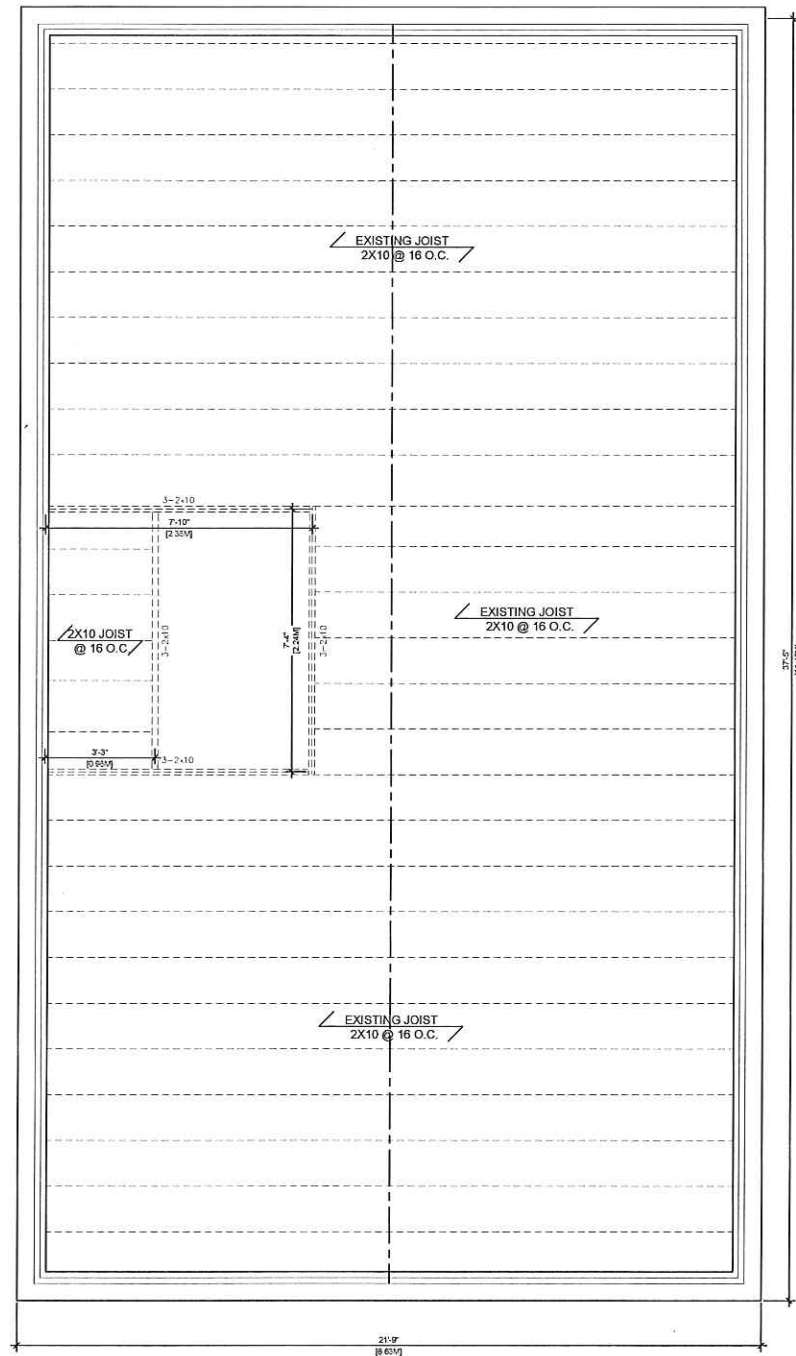 EXISTING JOIST
2X10 @ 16 O.C.
3-2x10
7'-10"
[2.38M]
EXISTING JOIST
2X10 @ 16 O.C.
2X10 JOIST
@ 16 O.C.
3-2x10
7'-4"
[2.24M]
3-2x10
37'-5"
3'-3"
[0.98M]
3-2x10
EXISTING JOIST
2X10 @ 16 O.C.
21'-9"
[6.63M]